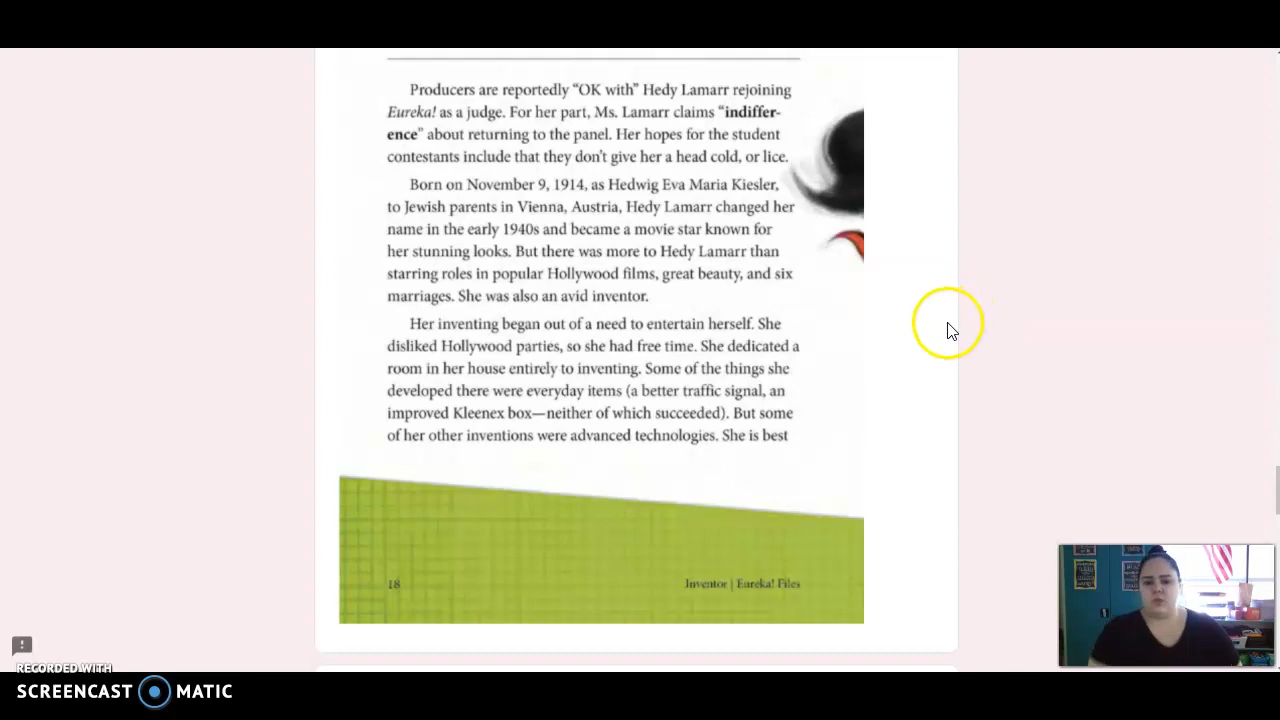 Producers are reportedly “OK with” Hedy Lamarr rejoining
Eureka! as a judge. For her part, Ms. Lamarr claims “indiffer-
ence” about returning to the panel. Her hopes for the student
contestants include that they don’t give her a head cold, or lice.
Born on November 9, 1914, as Hedwig Eva Maria Kiesler,
to Jewish parents in Vienna, Austria, Hedy Lamarr changed her
name in the early 1940s and became a movie star known for
her stunning looks. But there was more to Hedy Lamarr than
starring roles in popular Hollywood films, great beauty, and six
marriages. She was also an avid inventor.
Her inventing began out of a need to entertain herself. She
disliked Hollywood parties, so she had free time. She dedicated a
room in her house entirely to inventing. Some of the things she
developed there were everyday items (a better traffic signal, an
improved Kleenex box—neither of which succeeded). But some
of her other inventions were advanced technologies. She is best
18
Inventor | Eureka! Files
RECORDED WITH
SCREENCAST MATIC